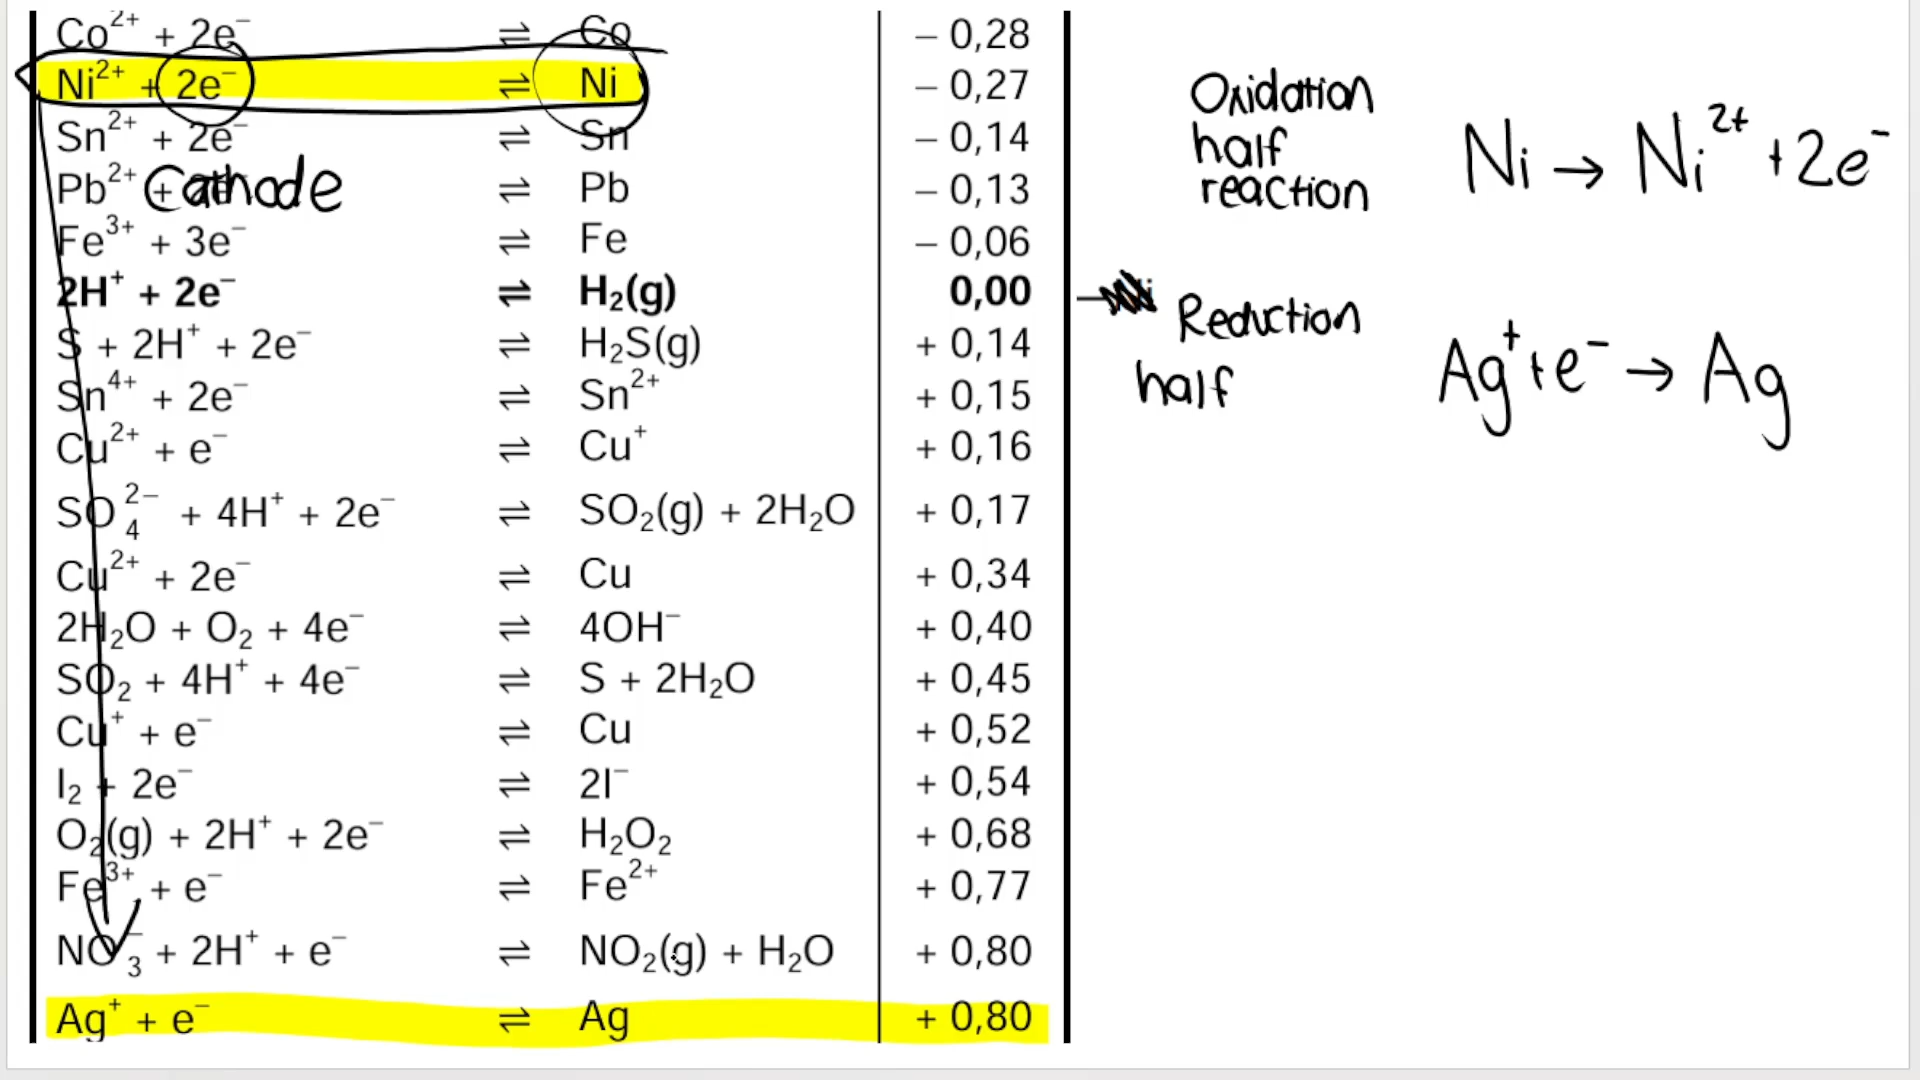 Co²⁺ + 2e⁻ ⇌ Co – 0,28
Ni²⁺ + 2e⁻ ⇌ Ni – 0,27
Sn²⁺ + 2e⁻ ⇌ Sn – 0,14
Pb²⁺ + 2e⁻ ⇌ Pb – 0,13
Cathode
Fe³⁺ + 3e⁻ ⇌ Fe – 0,06
2H⁺ + 2e⁻ ⇌ H₂(g) 0,00
S + 2H⁺ + 2e⁻ ⇌ H₂S(g) + 0,14
Sn⁴⁺ + 2e⁻ ⇌ Sn²⁺ + 0,15
Cu²⁺ + e⁻ ⇌ Cu⁺ + 0,16
SO₄²⁻ + 4H⁺ + 2e⁻ ⇌ SO₂(g) + 2H₂O + 0,17
Cu²⁺ + 2e⁻ ⇌ Cu + 0,34
2H₂O + O₂ + 4e⁻ ⇌ 4OH⁻ + 0,40
SO₂ + 4H⁺ + 4e⁻ ⇌ S + 2H₂O + 0,45
Cu⁺ + e⁻ ⇌ Cu + 0,52
I₂ + 2e⁻ ⇌ 2I⁻ + 0,54
O₂(g) + 2H⁺ + 2e⁻ ⇌ H₂O₂ + 0,68
Fe³⁺ + e⁻ ⇌ Fe²⁺ + 0,77
NO₃⁻ + 2H⁺ + e⁻ ⇌ NO₂(g) + H₂O + 0,80
Ag⁺ + e⁻ ⇌ Ag + 0,80
Oxidation
half
reaction
Ni → Ni²⁺ + 2e⁻
Reduction
half
Ag⁺ + e⁻ → Ag